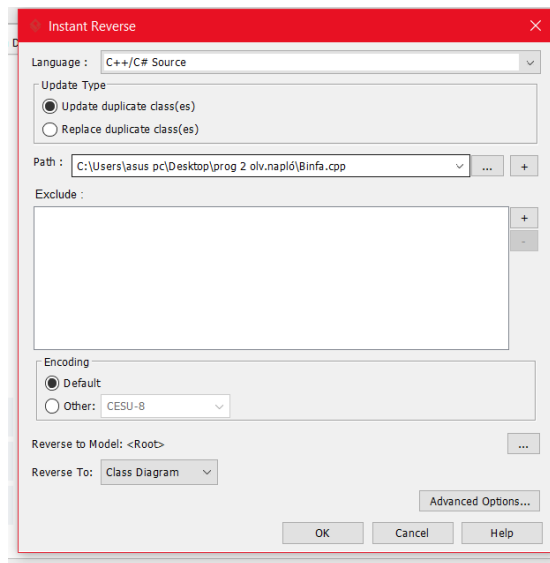 Instant Reverse
D
Language : C++/C# Source
Update Type
Update duplicate class(es)
Replace duplicate class(es)
Path : C:\Users\asus pc\Desktop\prog 2 olv.napló\Binfa.cpp ... +
Exclude :
+
-
Encoding
Default
Other: CESU-8
Reverse to Model: <Root> ...
Reverse To: Class Diagram
Advanced Options...
OK Cancel Help